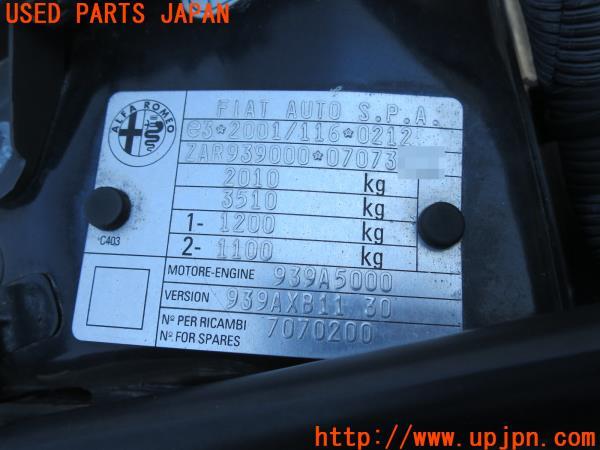 USED PARTS JAPAN
ALFA ROMEO
FIAT AUTO S.P.A.
e3*2001/116*0212
ZAR939000*07073
2010 kg
3510 kg
1- 1200 kg
2- 1100 kg
C403
MOTORE-ENGINE 939A5000
VERSION 939AXB11 30
Nº PER RICAMBI
Nº FOR SPARES 7070200
UPJ
http://www.upjpn.com/